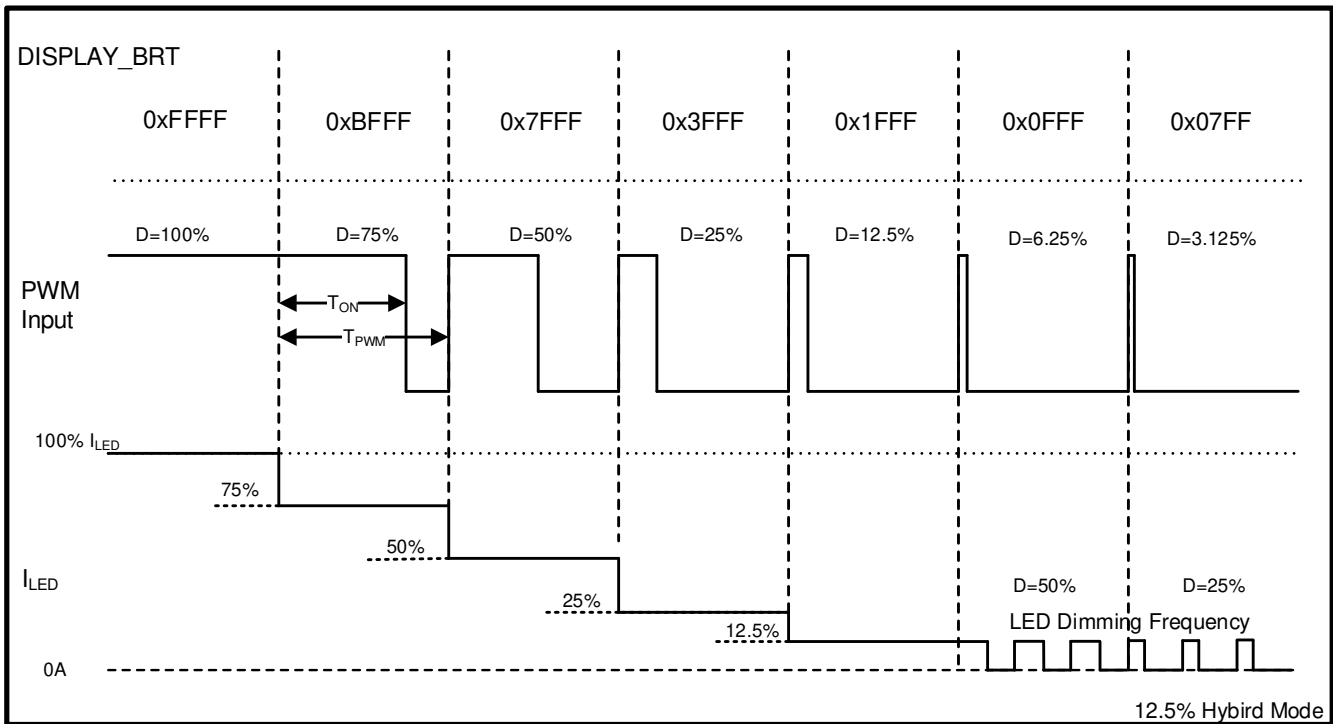 DISPLAY_BRT
0xFFFF 0xBFFF 0x7FFF 0x3FFF 0x1FFF 0x0FFF 0x07FF
D=100% D=75% D=50% D=25% D=12.5% D=6.25% D=3.125%
PWM
Input
TON
TPWM
100% ILED
75%
50%
ILED
25%
12.5%
D=50% D=25%
LED Dimming Frequency
0A
12.5% Hybird Mode